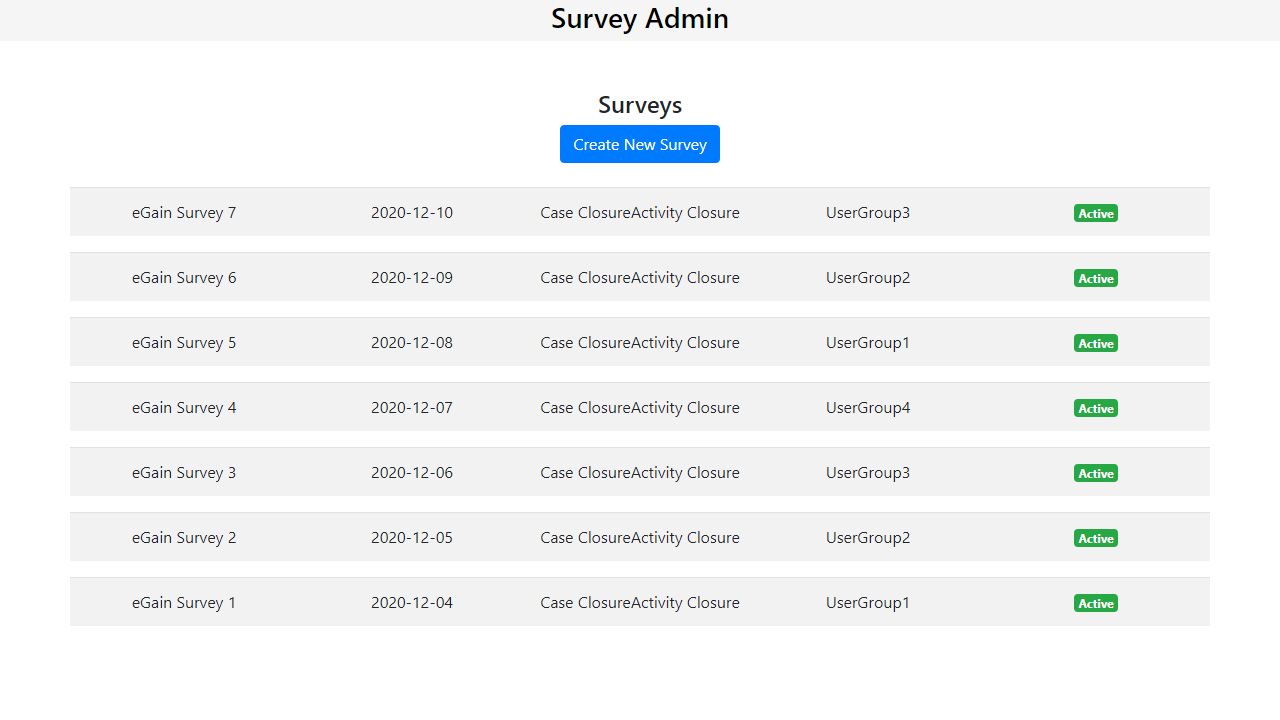 Survey Admin
Surveys
Create New Survey
eGain Survey 7 2020-12-10 Case ClosureActivity Closure UserGroup3 Active
eGain Survey 6 2020-12-09 Case ClosureActivity Closure UserGroup2 Active
eGain Survey 5 2020-12-08 Case ClosureActivity Closure UserGroup1 Active
eGain Survey 4 2020-12-07 Case ClosureActivity Closure UserGroup4 Active
eGain Survey 3 2020-12-06 Case ClosureActivity Closure UserGroup3 Active
eGain Survey 2 2020-12-05 Case ClosureActivity Closure UserGroup2 Active
eGain Survey 1 2020-12-04 Case ClosureActivity Closure UserGroup1 Active